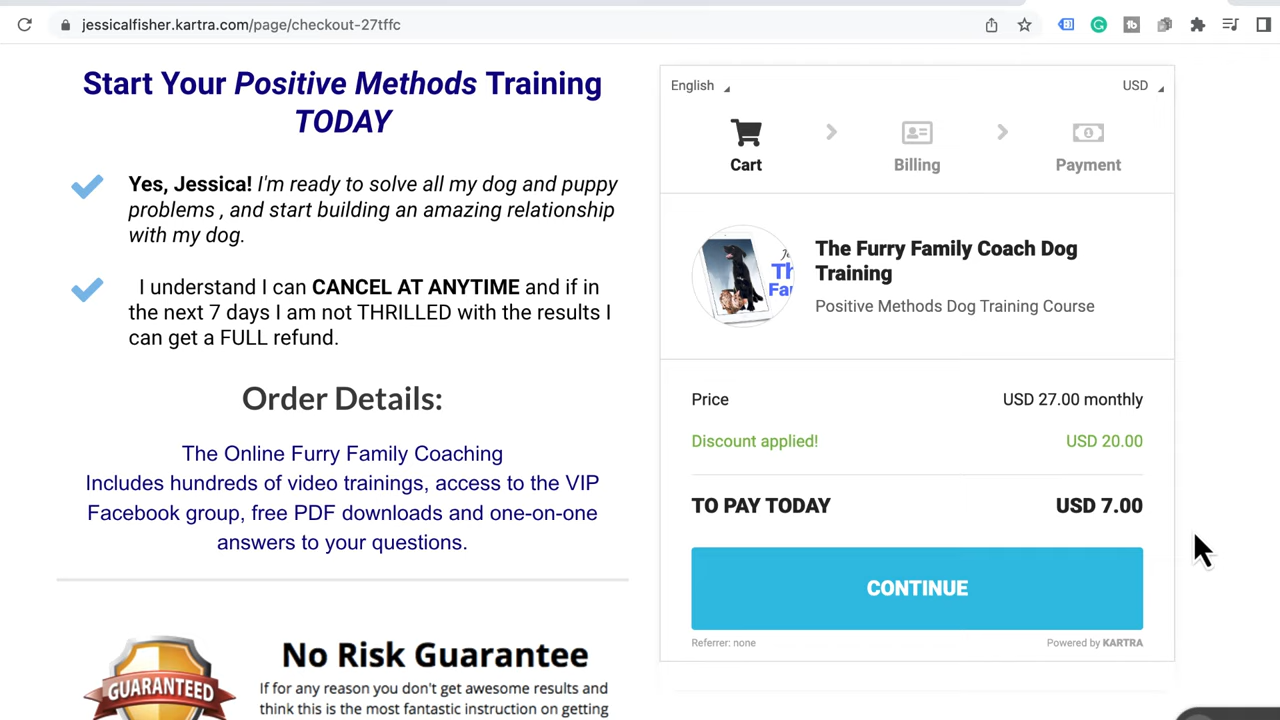 jessicalfisher.kartra.com/page/checkout-27tffc
Start Your Positive Methods Training
TODAY
Yes, Jessica! I'm ready to solve all my dog and puppy
problems , and start building an amazing relationship
with my dog.
I understand I can CANCEL AT ANYTIME and if in
the next 7 days I am not THRILLED with the results I
can get a FULL refund.
Order Details:
The Online Furry Family Coaching
Includes hundreds of video trainings, access to the VIP
Facebook group, free PDF downloads and one-on-one
answers to your questions.
GUARANTEED
No Risk Guarantee
If for any reason you don't get awesome results and
think this is the most fantastic instruction on getting
English
USD
Cart
Billing
Payment
The Furry Family Coach Dog
Training
Positive Methods Dog Training Course
Price USD 27.00 monthly
Discount applied! USD 20.00
TO PAY TODAY USD 7.00
CONTINUE
Referrer: none
Powered by KARTRA